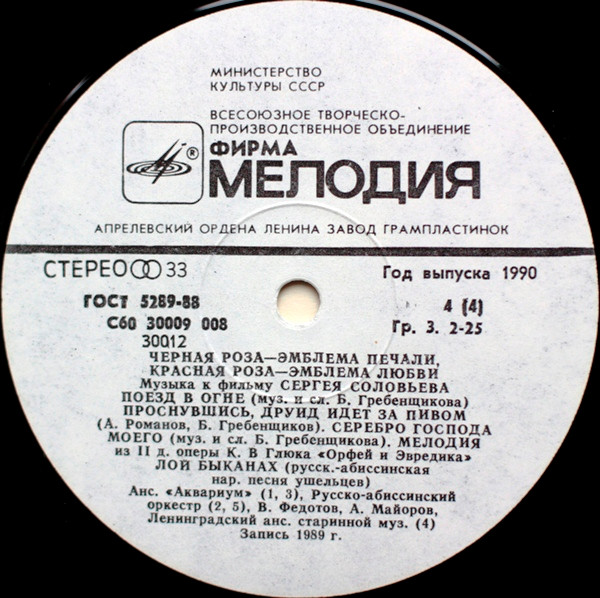 МИНИСТЕРСТВО
КУЛЬТУРЫ СССР
ВСЕСОЮЗНОЕ ТВОРЧЕСКО-
ПРОИЗВОДСТВЕННОЕ ОБЪЕДИНЕНИЕ
ФИРМА
® МЕЛОДИЯ
АПРЕЛЕВСКИЙ ОРДЕНА ЛЕНИНА ЗАВОД ГРАМПЛАСТИНОК
СТЕРЕО 33
Год выпуска 1990
ГОСТ 5289-88
4 (4)
С60 30009 008
Гр. 3. 2-25
30012
ЧЕРНАЯ РОЗА—ЭМБЛЕМА ПЕЧАЛИ,
КРАСНАЯ РОЗА—ЭМБЛЕМА ЛЮБВИ
Музыка к фильму СЕРГЕЯ СОЛОВЬЕВА
ПОЕЗД В ОГНЕ (муз. и сл. Б. Гребенщикова)
ПРОСНУВШИСЬ, ДРУИД ИДЕТ ЗА ПИВОМ
(А. Романов, Б. Гребенщиков). СЕРЕБРО ГОСПОДА
МОЕГО (муз. и сл. Б. Гребенщикова). МЕЛОДИЯ
из II д. оперы К. В Глюка «Орфей и Эвредика»
ЛОЙ БЫКАНАХ (русск.-абиссинская
нар. песня ушельцев)
Анс. «Аквариум» (1, 3), Русско-абиссинский
оркестр (2, 5), В. Федотов, А. Майоров,
Ленинградский анс. старинной муз. (4)
Запись 1989 г.